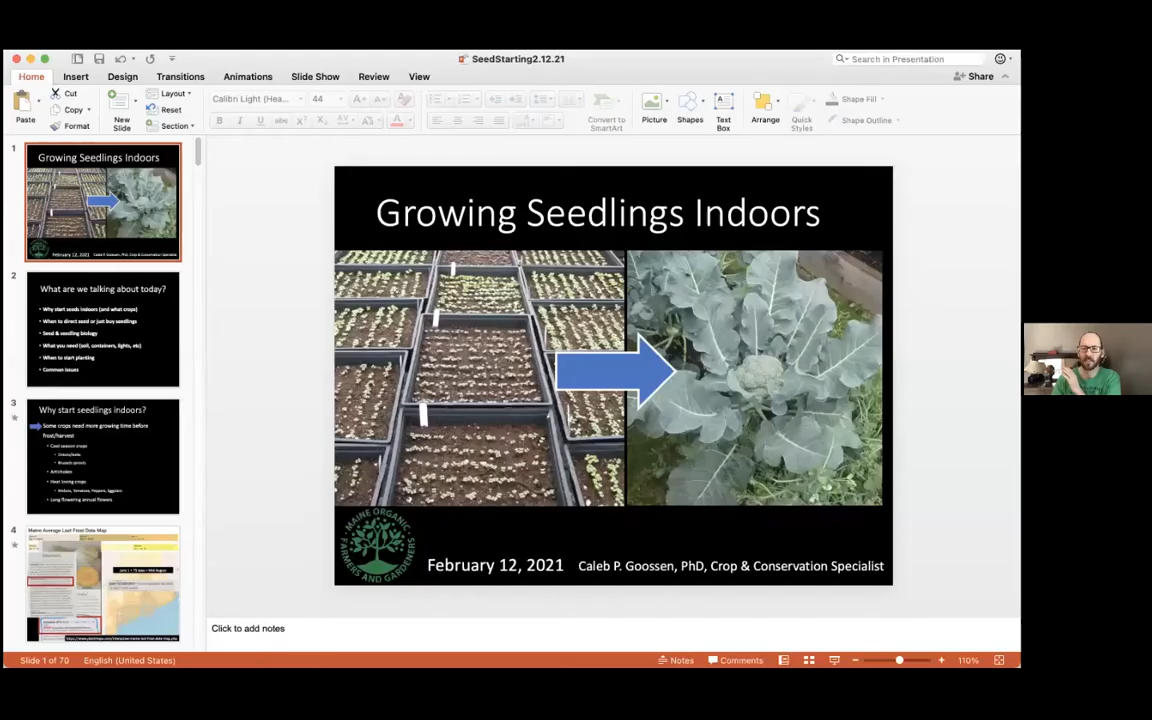 SeedStarting2.12.21
Search in Presentation
Home
Insert
Design
Transitions
Animations
Slide Show
Review
View
Share
Paste
Cut
Copy
Format
New Slide
Layout
Reset
Section
Calibri Light (Hea...
44
Convert to SmartArt
Picture
Shapes
Text Box
Arrange
Quick Styles
Shape Fill
Shape Outline
1
Growing Seedlings Indoors
February 12, 2021 Caleb P. Goossen, PhD, Crop & Conservation Specialist
2
What are we talking about today?
• Why start seeds indoors (and what crops)
• When to direct seed or just buy seedlings
• Seed & seedling biology
• What you need (soil, containers, lights, etc)
• When to start planting
• Common issues
3
Why start seedlings indoors?
Some crops need more growing time before
frost/harvest
• Cool season crops
• Onions/leeks
• Brussels sprouts
• Artichokes
• Heat loving crops
• Melons, Tomatoes, Peppers, Eggplant
• Long flowering annual flowers
4
Maine Average Last Frost Date Map
Growing Seedlings Indoors
MAINE ORGANIC
FARMERS AND GARDENERS
February 12, 2021 Caleb P. Goossen, PhD, Crop & Conservation Specialist
Click to add notes
Slide 1 of 70
English (United States)
Notes
Comments
110%